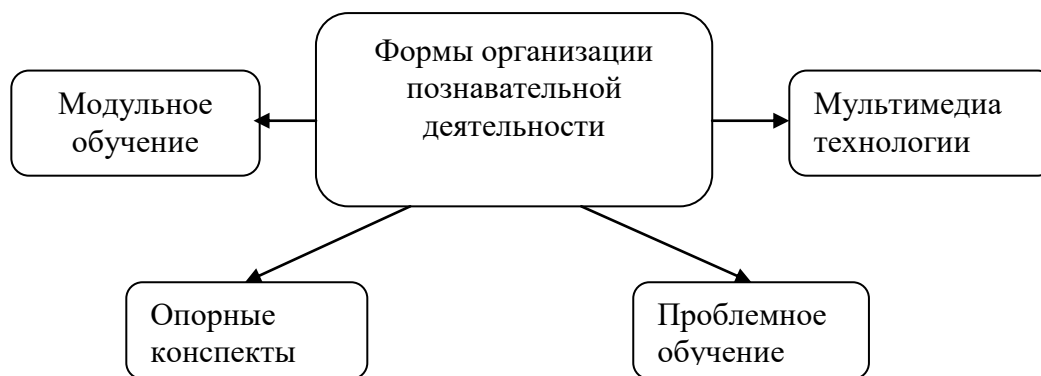 Формы организации
познавательной
деятельности
Модульное
обучение
Мультимедиа
технологии
Опорные
конспекты
Проблемное
обучение